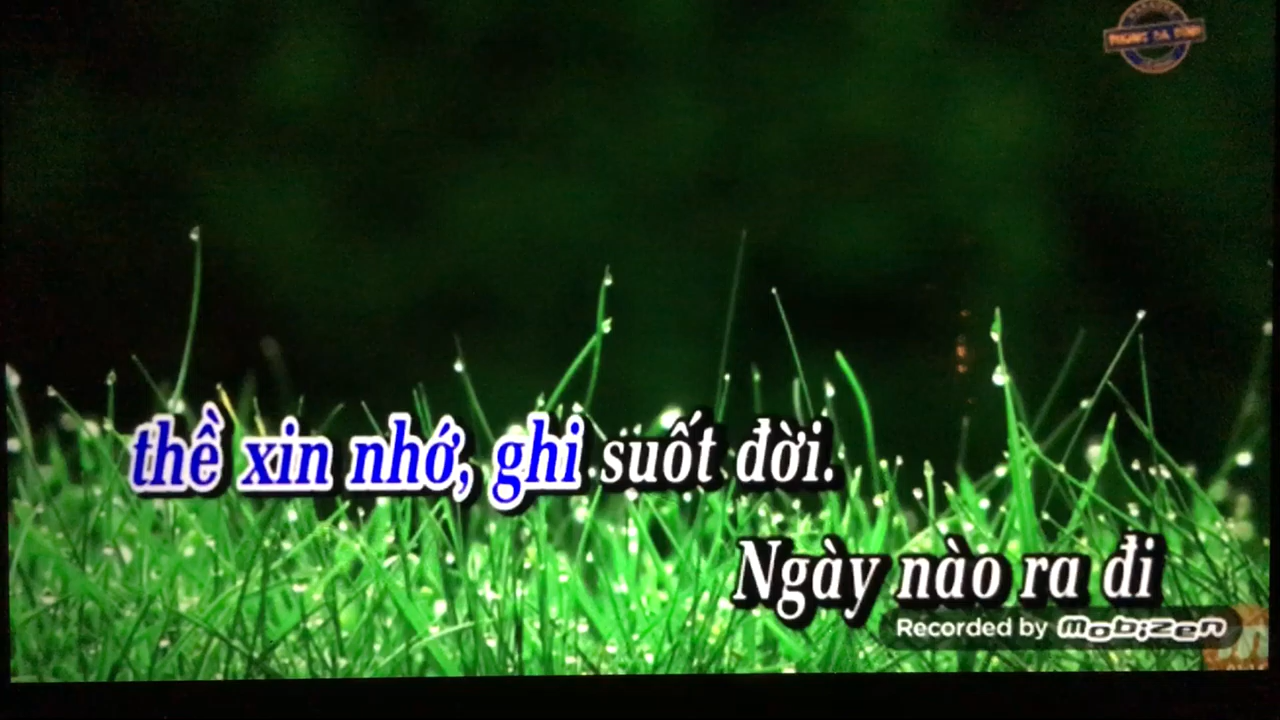 thề xin nhớ, ghi suốt đời.
Ngày nào ra đi
Recorded by mobizen